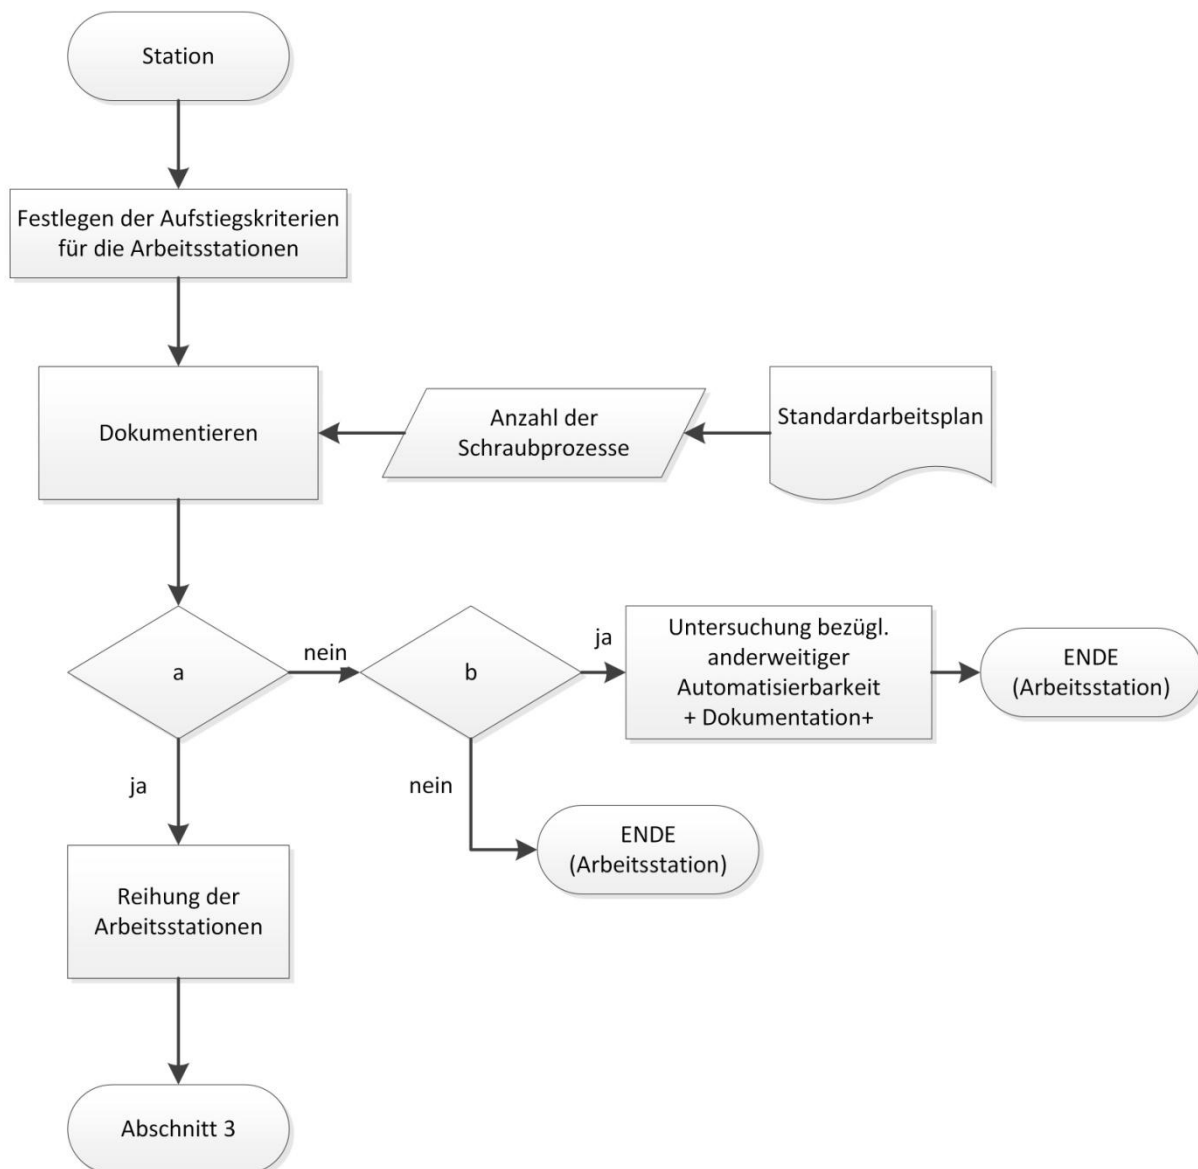 Station
Festlegen der Aufstiegskriterien
für die Arbeitsstationen
Dokumentieren
Anzahl der
Schraubprozesse
Standardarbeitsplan
a
nein
b
ja
Untersuchung bezügl.
anderweitiger
Automatisierbarkeit
+ Dokumentation+
ENDE
(Arbeitsstation)
ja
nein
ENDE
(Arbeitsstation)
Reihung der
Arbeitsstationen
Abschnitt 3